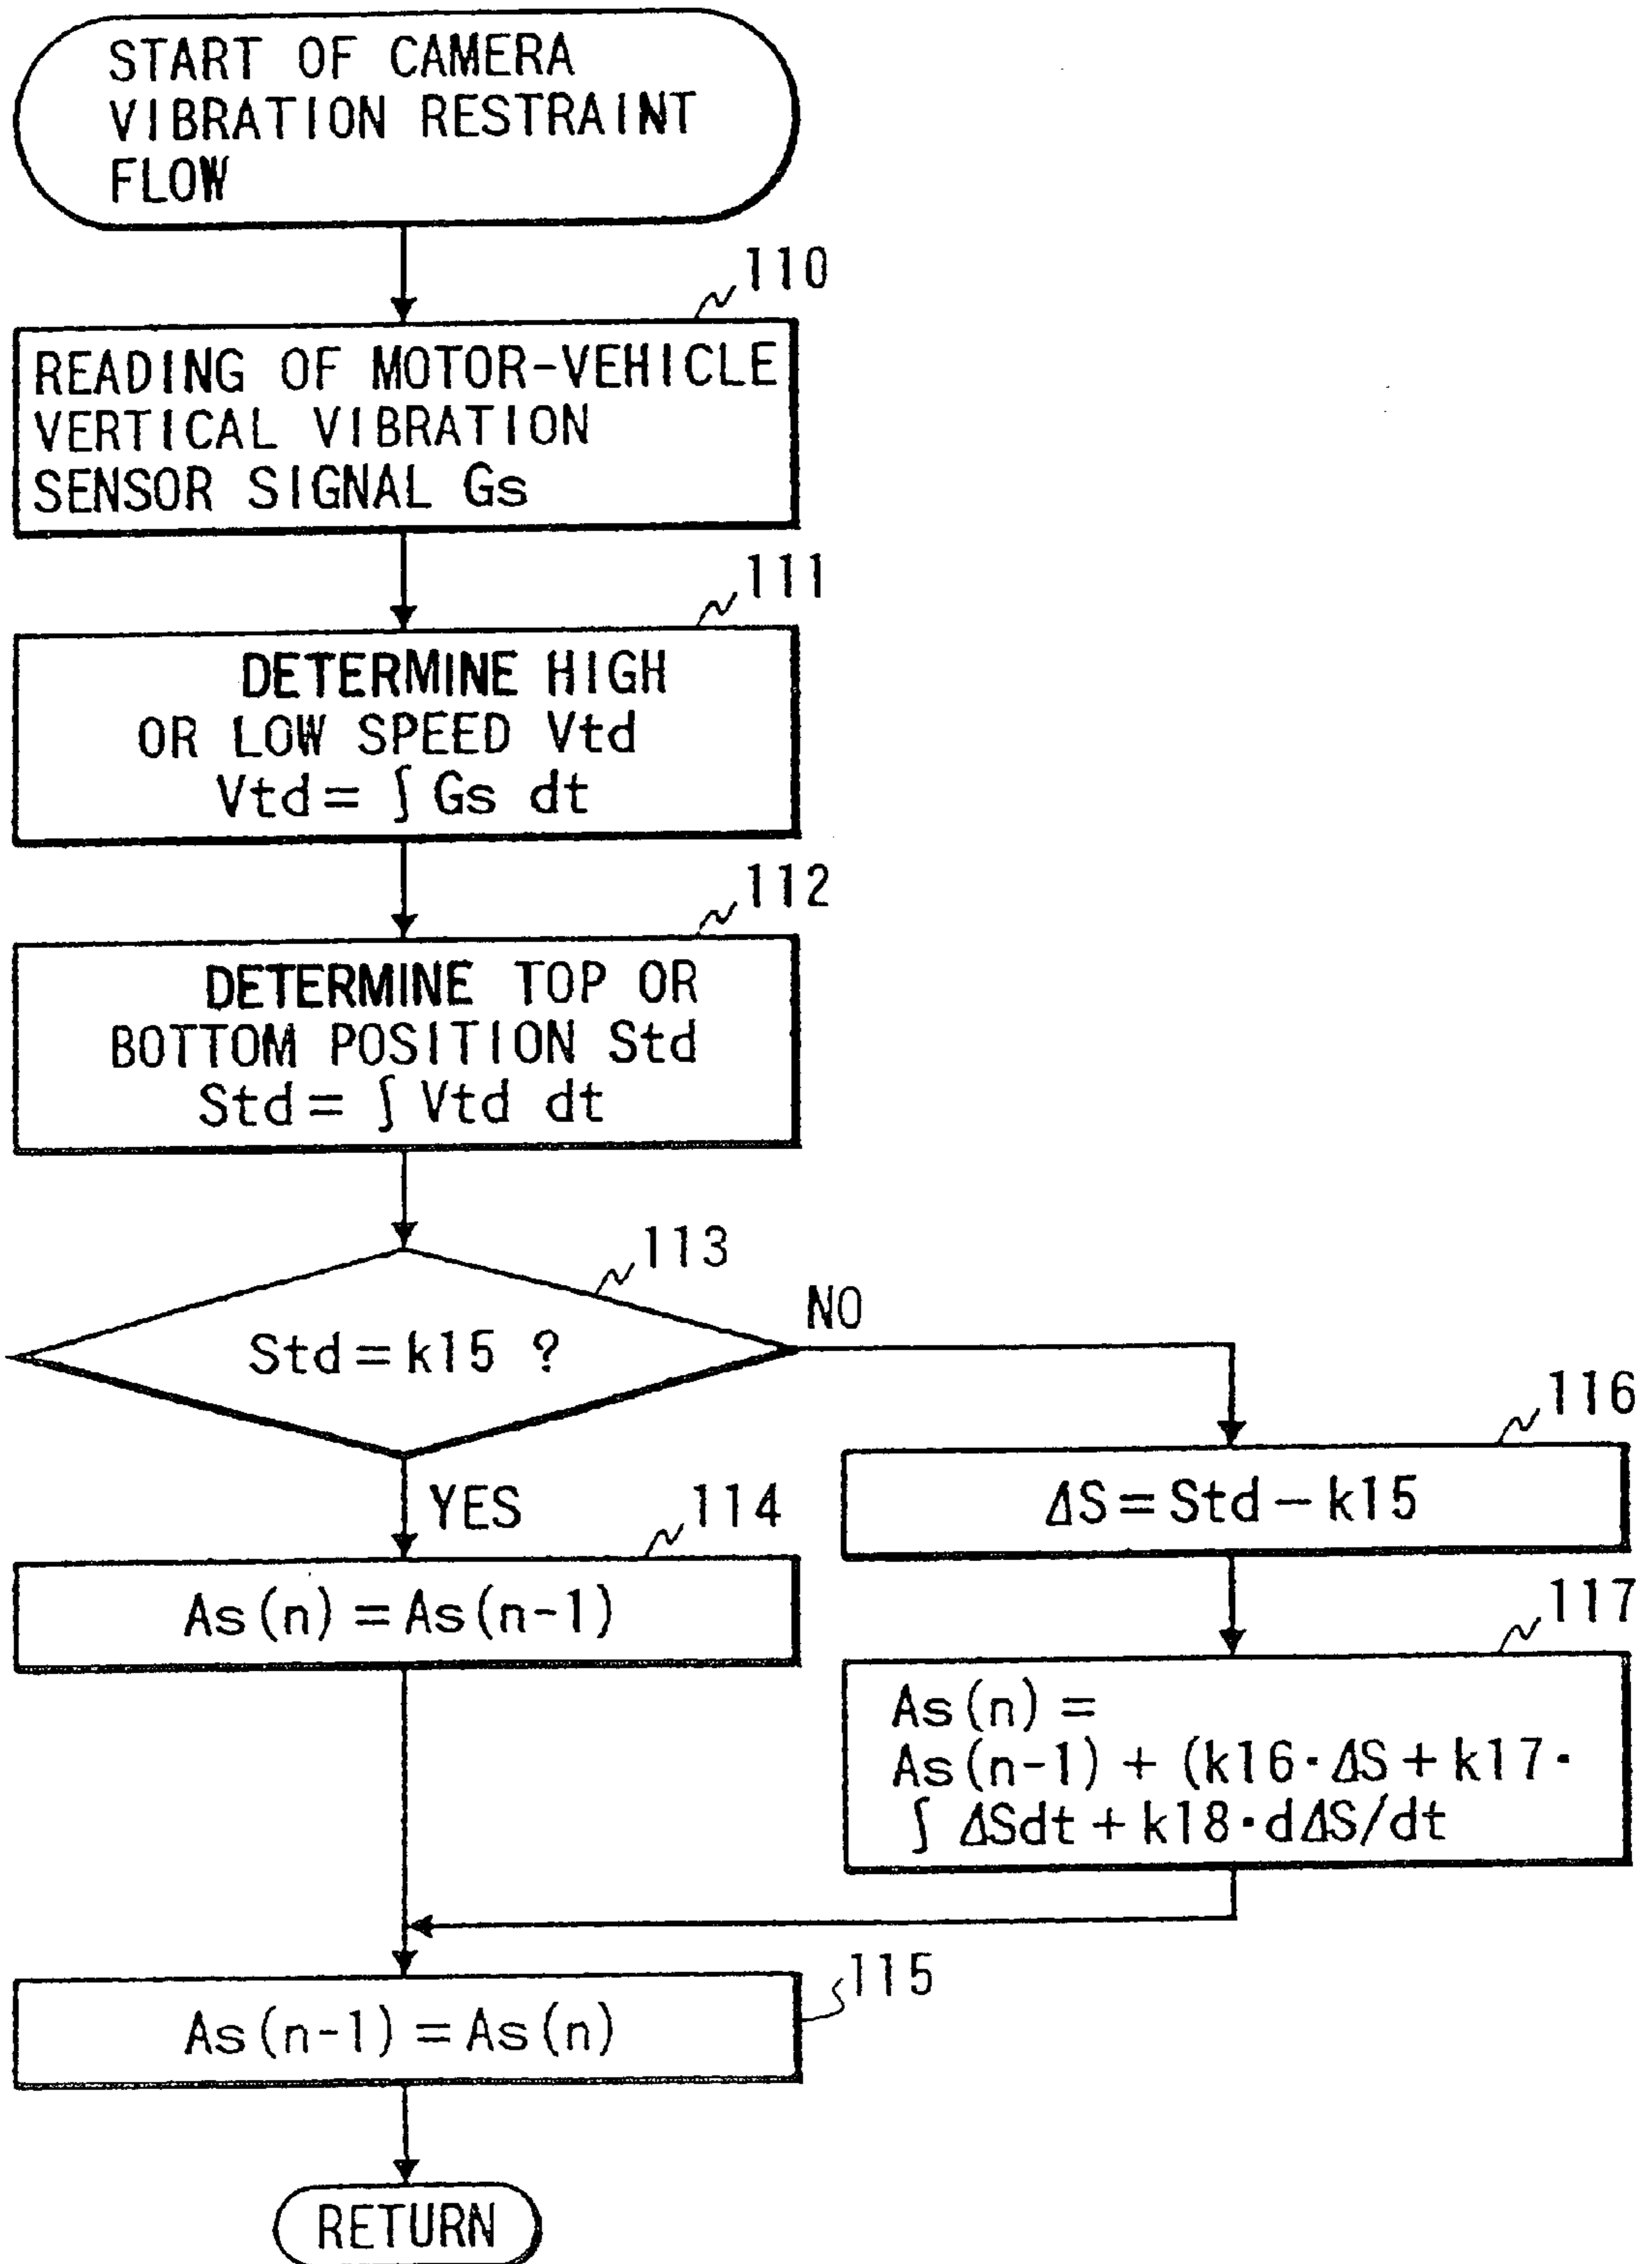 START OF CAMERA
VIBRATION RESTRAINT
FLOW
110
READING OF MOTOR-VEHICLE
VERTICAL VIBRATION
SENSOR SIGNAL Gs
111
DETERMINE HIGH
OR LOW SPEED Vtd
Vtd = ∫ Gs dt
112
DETERMINE TOP OR
BOTTOM POSITION Std
Std = ∫ Vtd dt
113
Std = k15 ?
NO
YES
114
As(n) = As(n-1)
116
ΔS = Std - k15
117
As(n) =
As(n-1) + (k16·ΔS + k17·
∫ ΔSdt + k18·dΔS/dt
115
As(n-1) = As(n)
RETURN